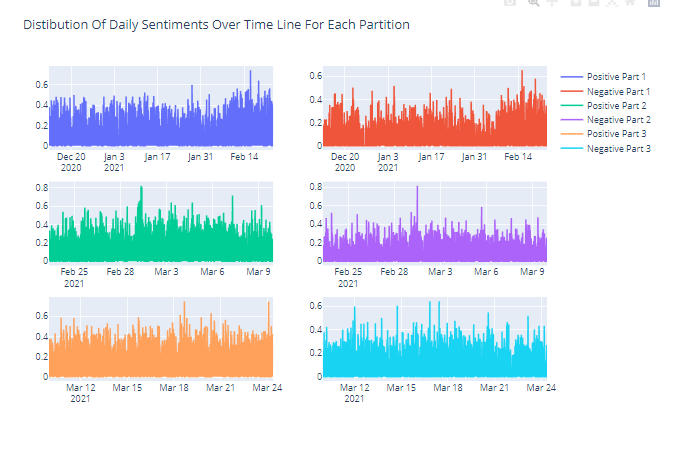 Distibution Of Daily Sentiments Over Time Line For Each Partition
0.6
0.4
0.2
0
Dec 20 Jan 3 Jan 17 Jan 31 Feb 14
2020 2021
0.6
0.4
0.2
0
Dec 20 Jan 3 Jan 17 Jan 31 Feb 14
2020 2021
Positive Part 1
Negative Part 1
Positive Part 2
Negative Part 2
Positive Part 3
Negative Part 3
0.8
0.6
0.4
0.2
0
Feb 25 Feb 28 Mar 3 Mar 6 Mar 9
2021
0.8
0.6
0.4
0.2
0
Feb 25 Feb 28 Mar 3 Mar 6 Mar 9
2021
0.6
0.4
0.2
0
Mar 12 Mar 15 Mar 18 Mar 21 Mar 24
2021
0.6
0.4
0.2
0
Mar 12 Mar 15 Mar 18 Mar 21 Mar 24
2021